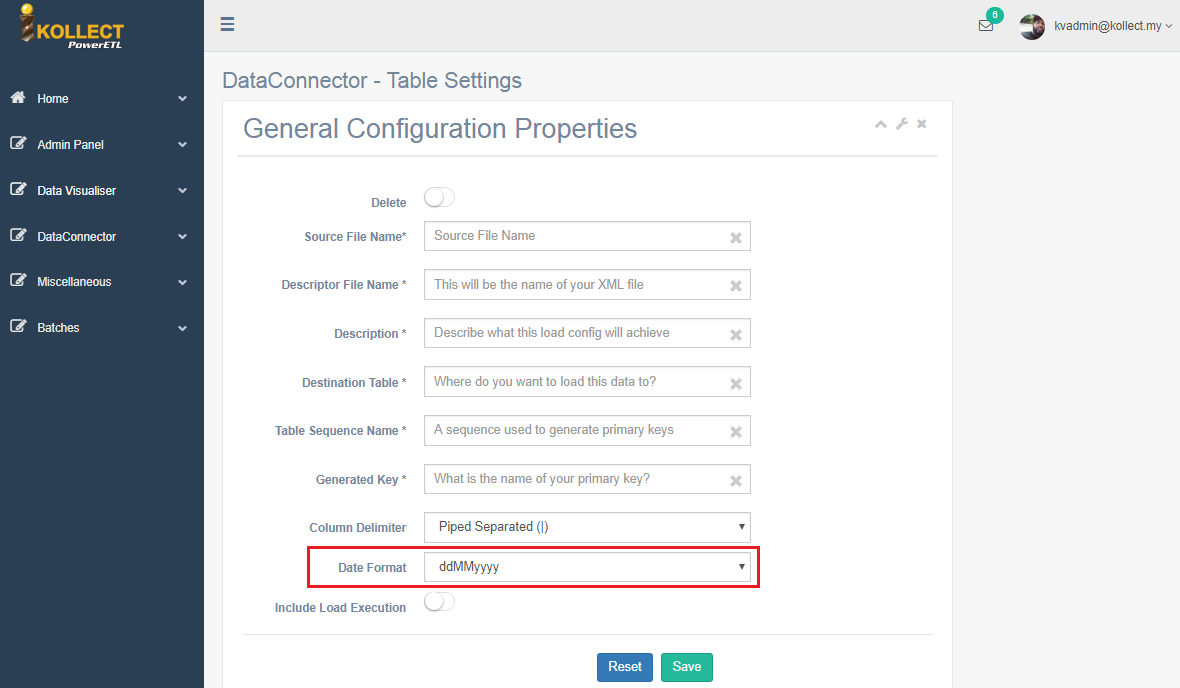 KOLLECT
PowerETL
6
kvadmin@kollect.my
Home
Admin Panel
Data Visualiser
DataConnector
Miscellaneous
Batches
DataConnector - Table Settings
General Configuration Properties
Delete
Source File Name* Source File Name
Descriptor File Name * This will be the name of your XML file
Description * Describe what this load config will achieve
Destination Table * Where do you want to load this data to?
Table Sequence Name * A sequence used to generate primary keys
Generated Key * What is the name of your primary key?
Column Delimiter Piped Separated (|)
Date Format ddMMyyyy
Include Load Execution
Reset Save